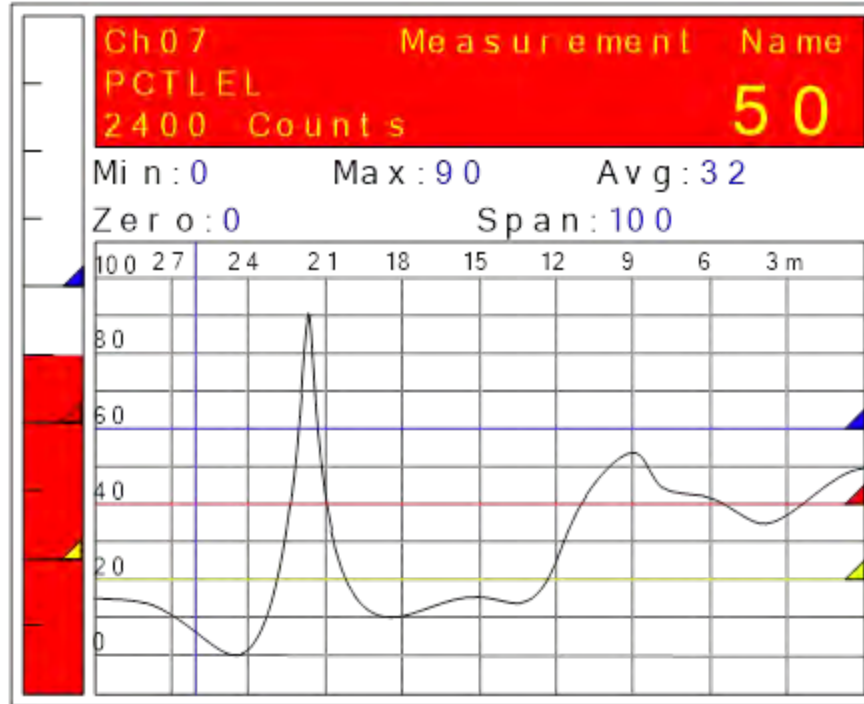 Ch07 Measurement Name
PCTLEL
2400 Counts 50
Min:0 Max:90 Avg:32
Zero:0 Span:100
100 27 24 21 18 15 12 9 6 3m
80
60
40
20
0